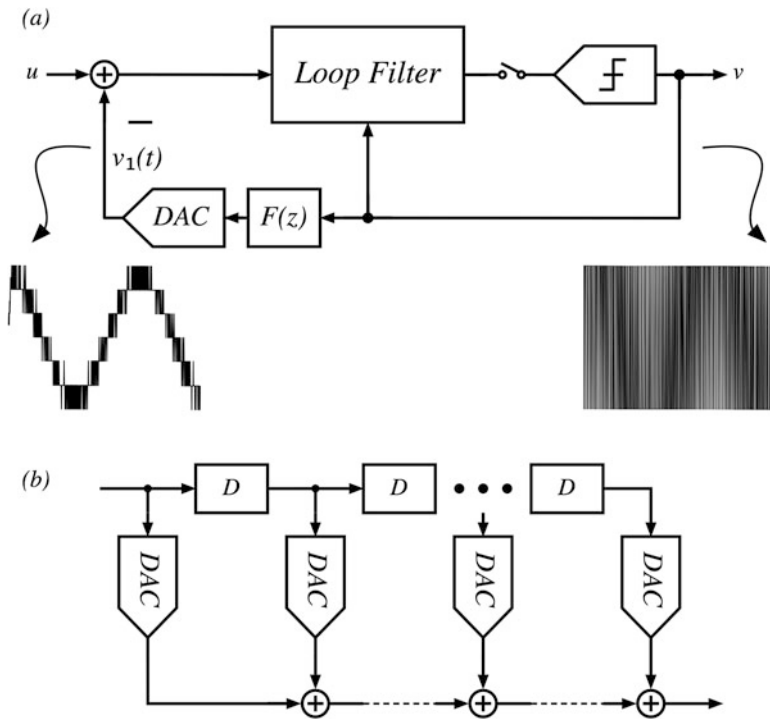 (a)
u
+
Loop Filter
v
−
v₁(t)
DAC
F(z)
(b)
D
D
D
DAC
DAC
DAC
DAC
+
+
+